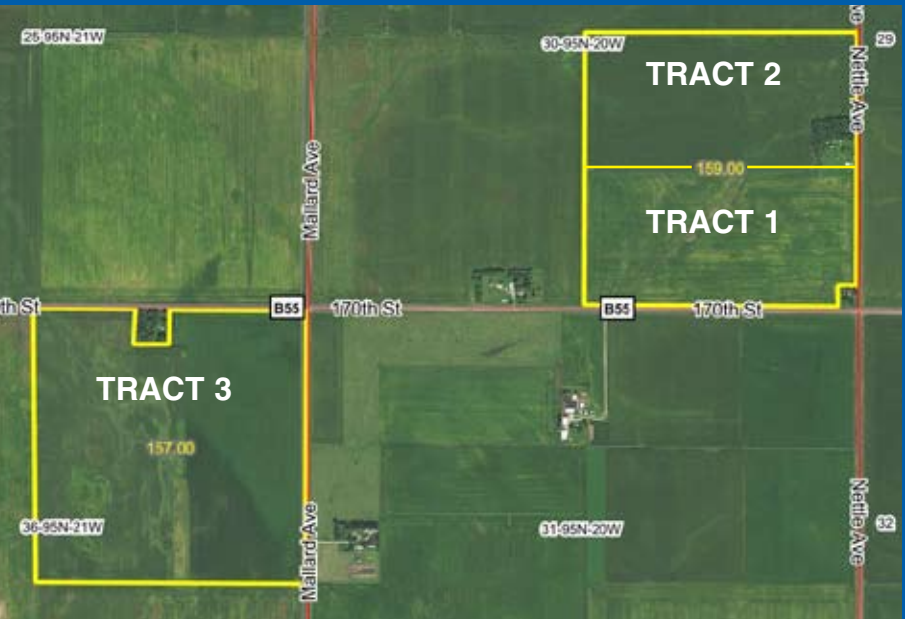 25-95N-21W
30-95N-20W
29
TRACT 2
Nettle Ave
Mallard Ave
159.00
TRACT 1
th St
B55
170th St
B55
170th St
TRACT 3
157.00
36-95N-21W
Mallard Ave
31-95N-20W
Nettle Ave
32